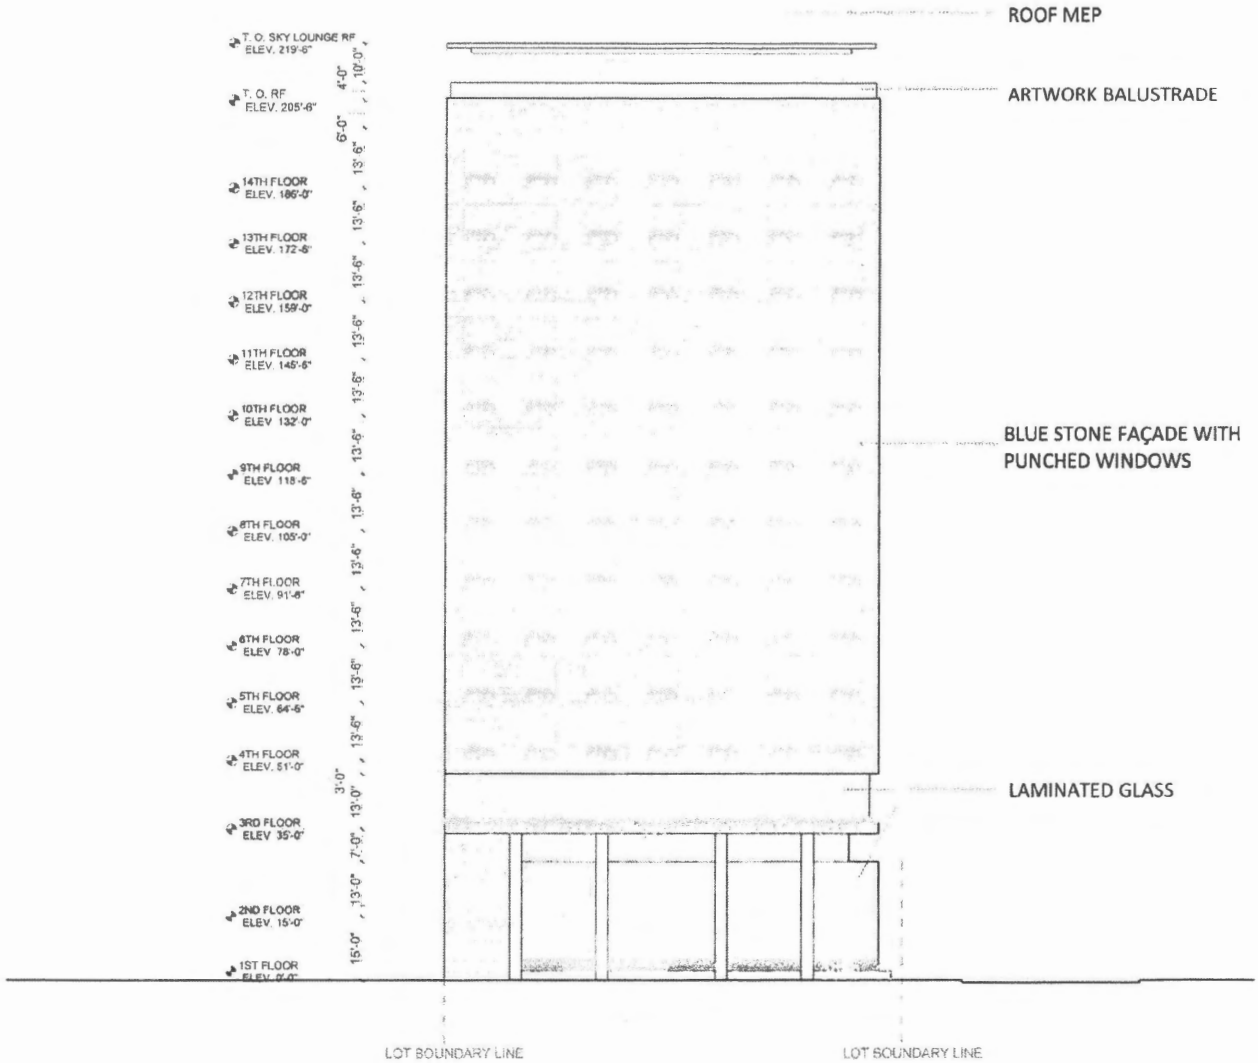 ROOF MEP
T. O. SKY LOUNGE RF
ELEV. 219'-6"
10'-0"
4'-0"
T. O. RF
ELEV. 205'-6"
ARTWORK BALUSTRADE
6'-0"
13'-6"
14TH FLOOR
ELEV. 186'-0"
13'-6"
13TH FLOOR
ELEV. 172'-6"
13'-6"
12TH FLOOR
ELEV. 159'-0"
13'-6"
11TH FLOOR
ELEV. 145'-6"
13'-6"
10TH FLOOR
ELEV 132'-0"
13'-6"
BLUE STONE FAÇADE WITH
PUNCHED WINDOWS
9TH FLOOR
ELEV 118'-6"
13'-6"
8TH FLOOR
ELEV. 105'-0"
13'-6"
7TH FLOOR
ELEV. 91'-6"
13'-6"
6TH FLOOR
ELEV 78'-0"
13'-6"
5TH FLOOR
ELEV. 64'-6"
13'-6"
4TH FLOOR
ELEV. 51'-0"
3'-0"
13'-0"
LAMINATED GLASS
3RD FLOOR
ELEV 35'-0"
7'-0"
13'-0"
2ND FLOOR
ELEV. 15'-0"
15'-0"
1ST FLOOR
ELEV. 0'-0"
LOT BOUNDARY LINE
LOT BOUNDARY LINE